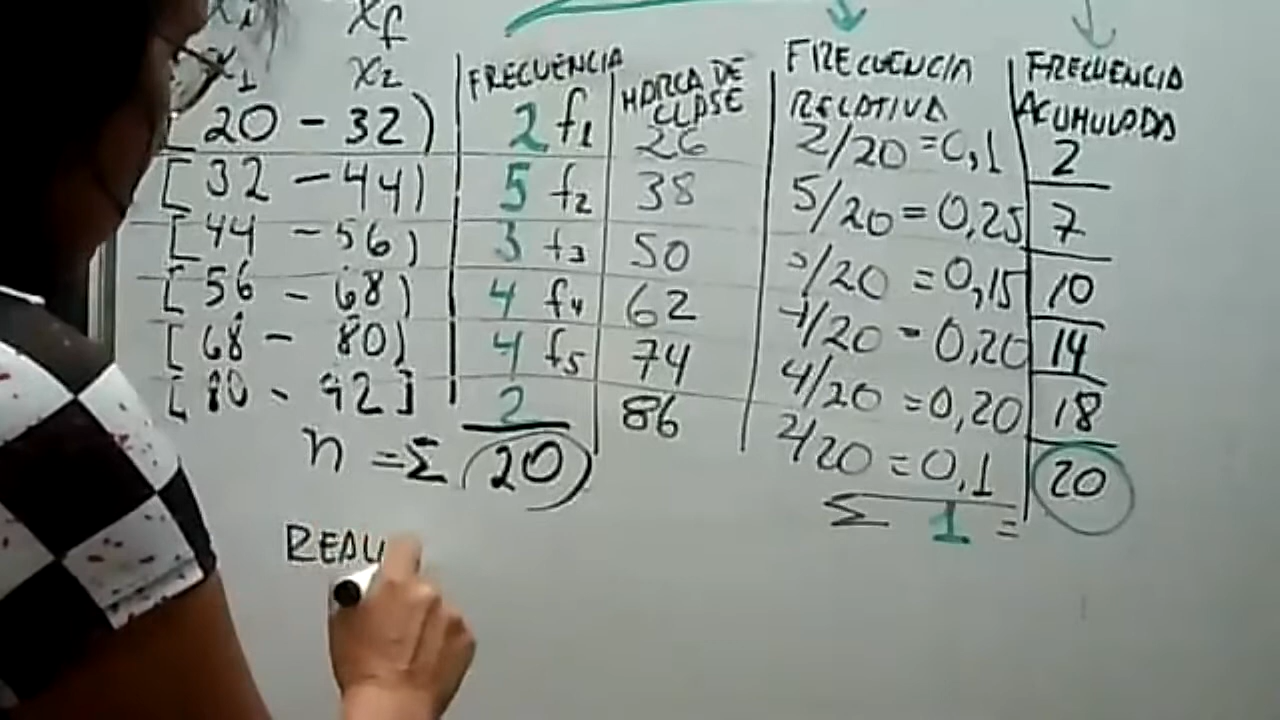 xi xf
x1 x2 FRECUENCIA MARCA DE CLASE FRECUENCIA RELATIVA FRECUENCIA ACUMULADA
[20 - 32) 2 f1 26 2/20 = 0,1 2
[32 - 44) 5 f2 38 5/20 = 0,25 7
[44 - 56) 3 f3 50 3/20 = 0,15 10
[56 - 68) 4 f4 62 4/20 = 0,20 14
[68 - 80) 4 f5 74 4/20 = 0,20 18
[80 - 92] 2 86 2/20 = 0,1 20
n = Σ 20 Σ 1 =
REAL